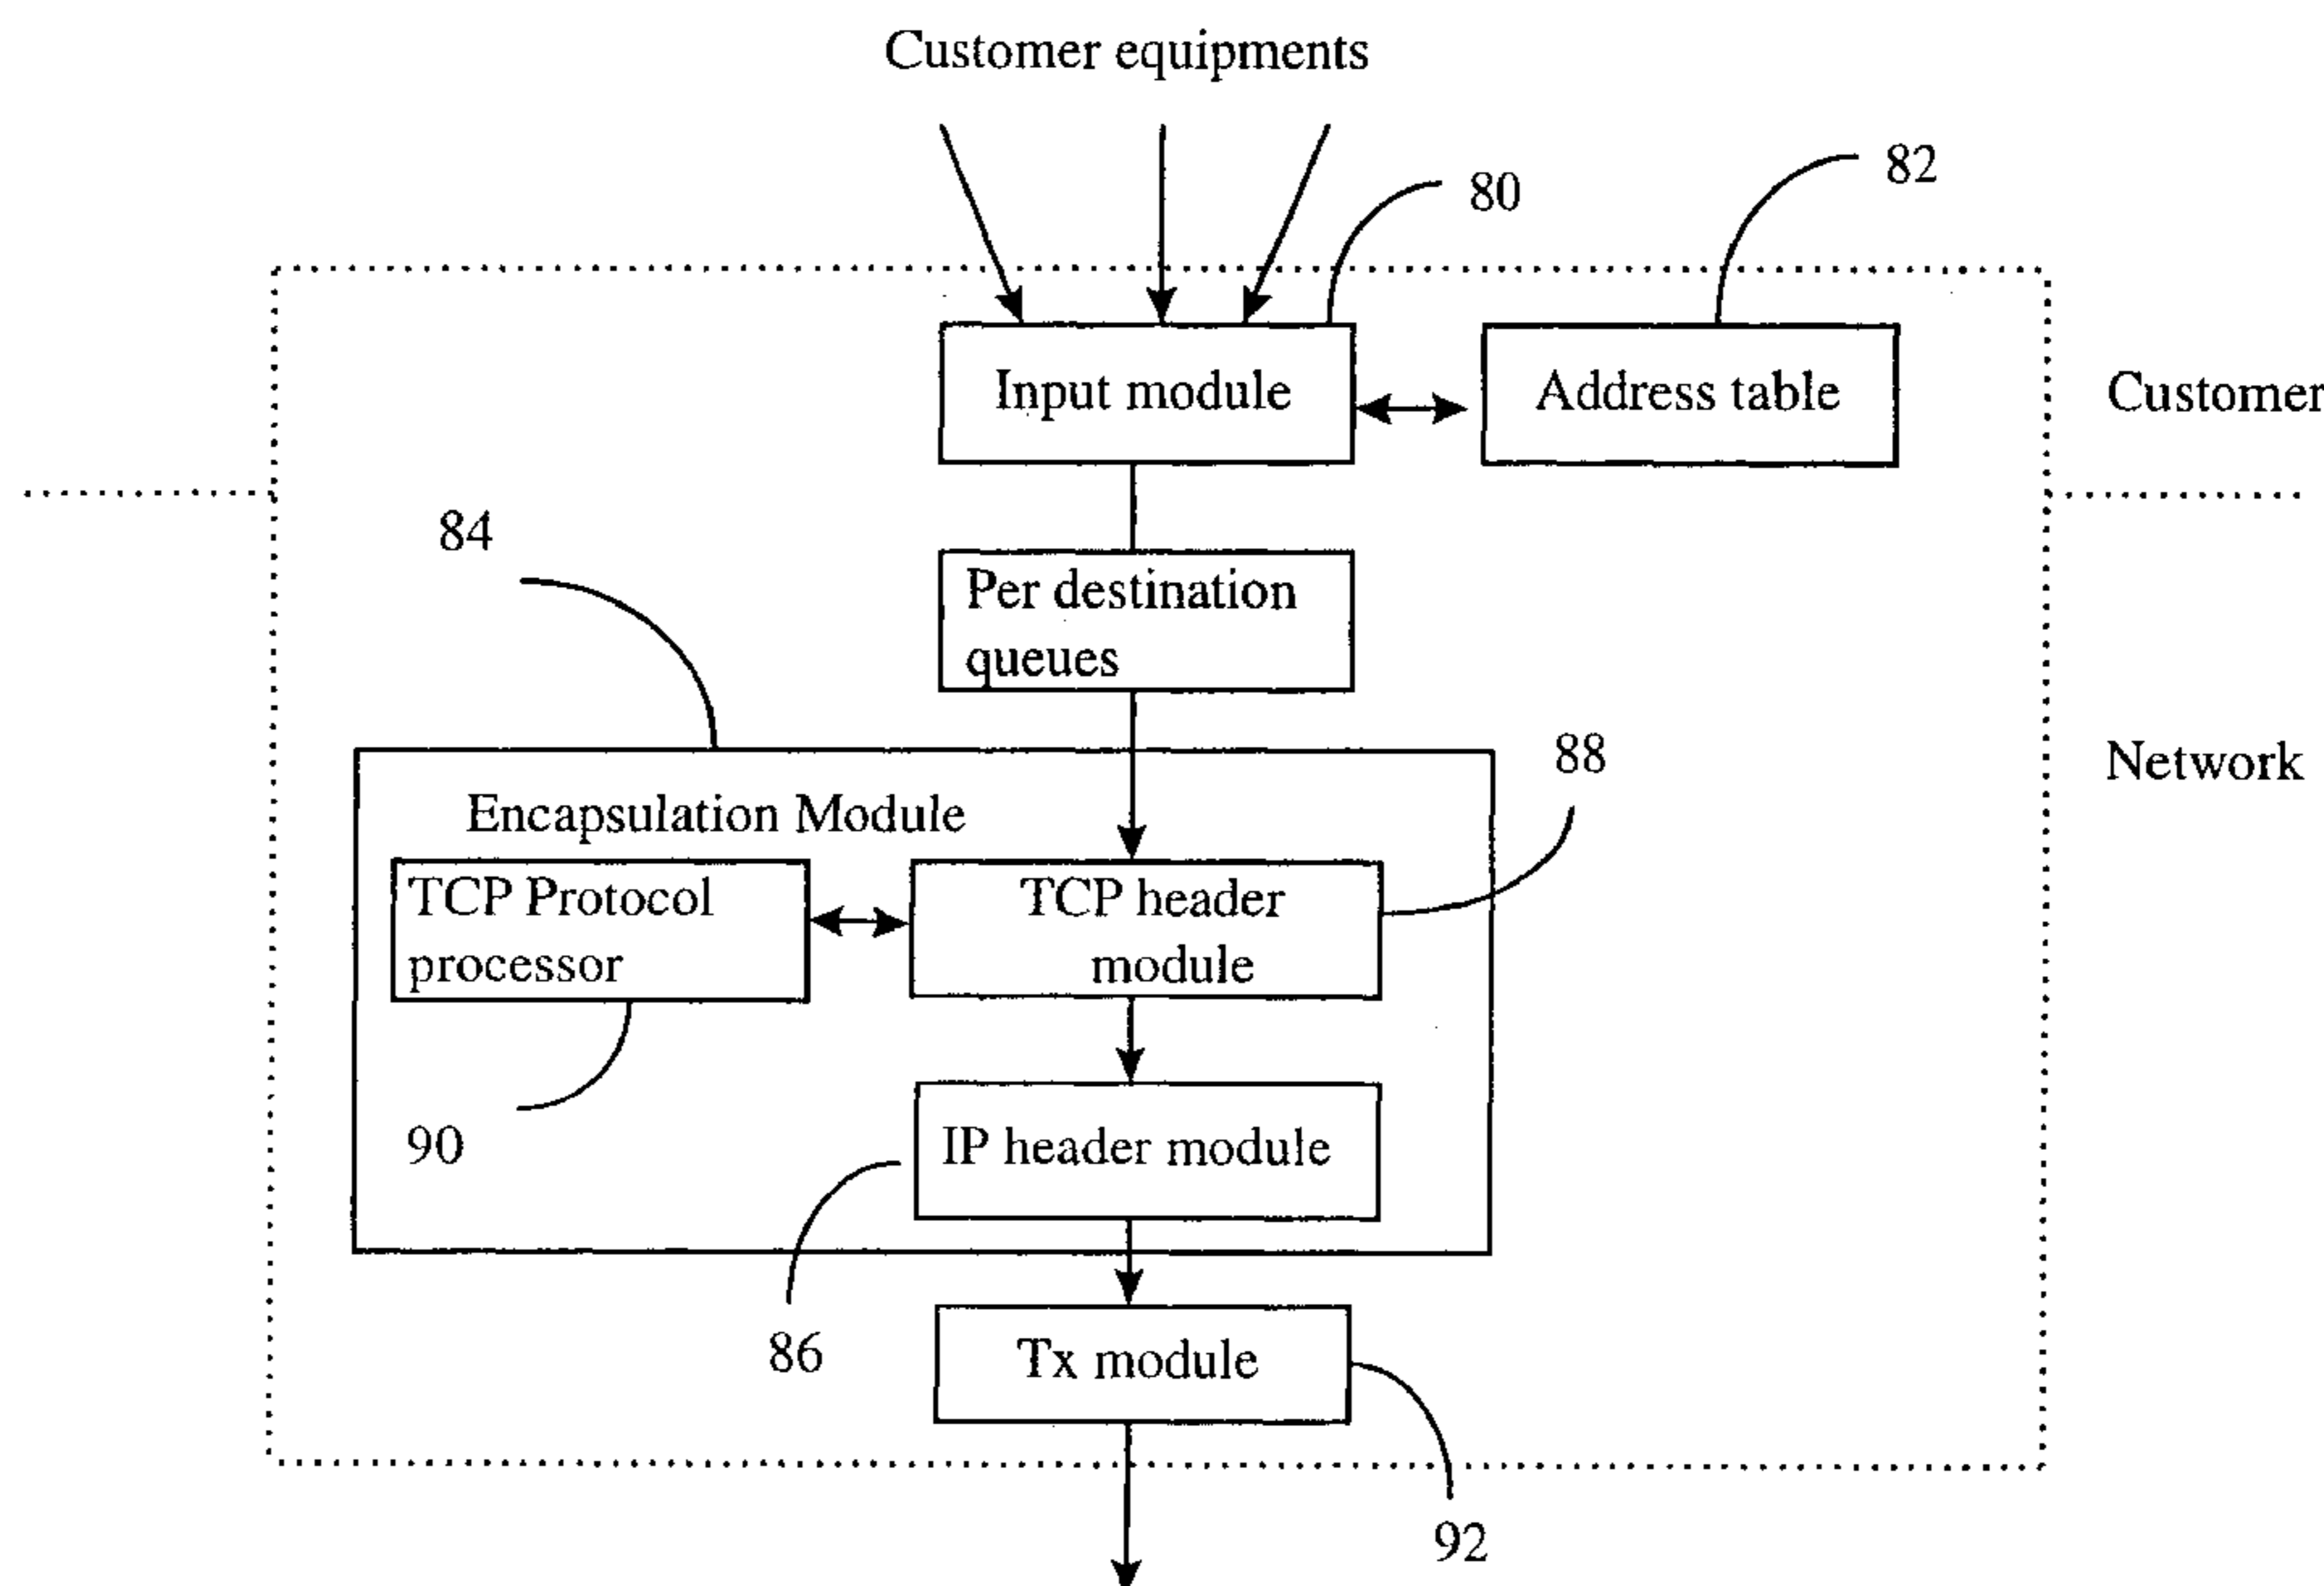 Customer equipments
82
80
Input module
Address table
Customer
84
Per destination
queues
88
Network
Encapsulation Module
TCP Protocol
processor
TCP header
module
90
IP header module
86
Tx module
92